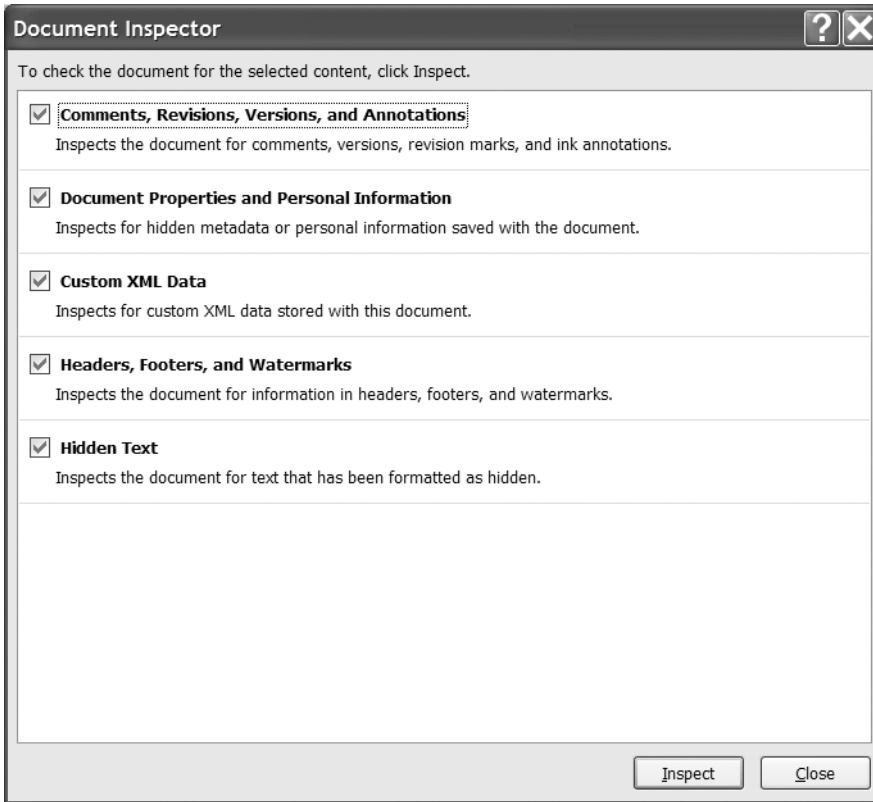 Document Inspector
?
To check the document for the selected content, click Inspect.
Comments, Revisions, Versions, and Annotations
Inspects the document for comments, versions, revision marks, and ink annotations.
Document Properties and Personal Information
Inspects for hidden metadata or personal information saved with the document.
Custom XML Data
Inspects for custom XML data stored with this document.
Headers, Footers, and Watermarks
Inspects the document for information in headers, footers, and watermarks.
Hidden Text
Inspects the document for text that has been formatted as hidden.
Inspect Close